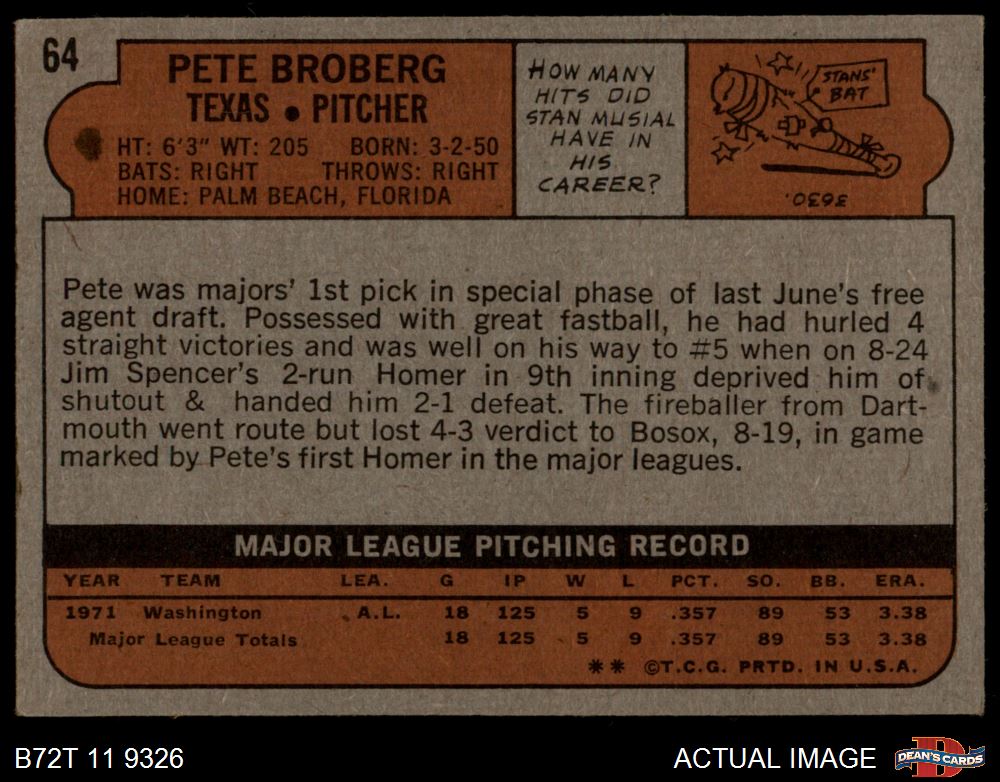 64
PETE BROBERG
TEXAS • PITCHER
HT: 6'3" WT: 205 BORN: 3-2-50
BATS: RIGHT THROWS: RIGHT
HOME: PALM BEACH, FLORIDA
HOW MANY
HITS DID
STAN MUSIAL
HAVE IN
HIS
CAREER?
STANS'
BAT
3630.
Pete was majors' 1st pick in special phase of last June's free
agent draft. Possessed with great fastball, he had hurled 4
straight victories and was well on his way to #5 when on 8-24
Jim Spencer's 2-run Homer in 9th inning deprived him of
shutout & handed him 2-1 defeat. The fireballer from Dart-
mouth went route but lost 4-3 verdict to Bosox, 8-19, in game
marked by Pete's first Homer in the major leagues.
MAJOR LEAGUE PITCHING RECORD
YEAR TEAM LEA. G IP W L PCT. SO. BB. ERA.
1971 Washington A.L. 18 125 5 9 .357 89 53 3.38
Major League Totals 18 125 5 9 .357 89 53 3.38
** ©T.C.G. PRTD. IN U.S.A.
B72T 11 9326
ACTUAL IMAGE
D
DEAN'S CARDS